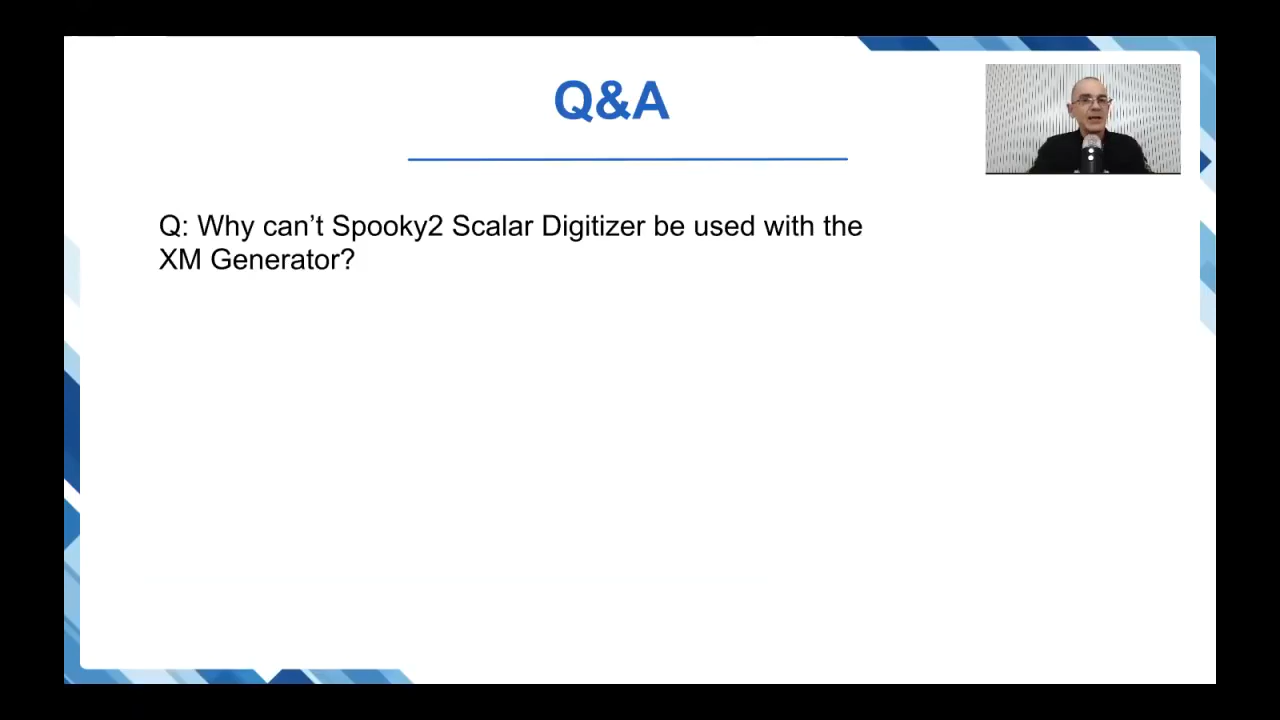 Q&A
Q: Why can’t Spooky2 Scalar Digitizer be used with the
XM Generator?